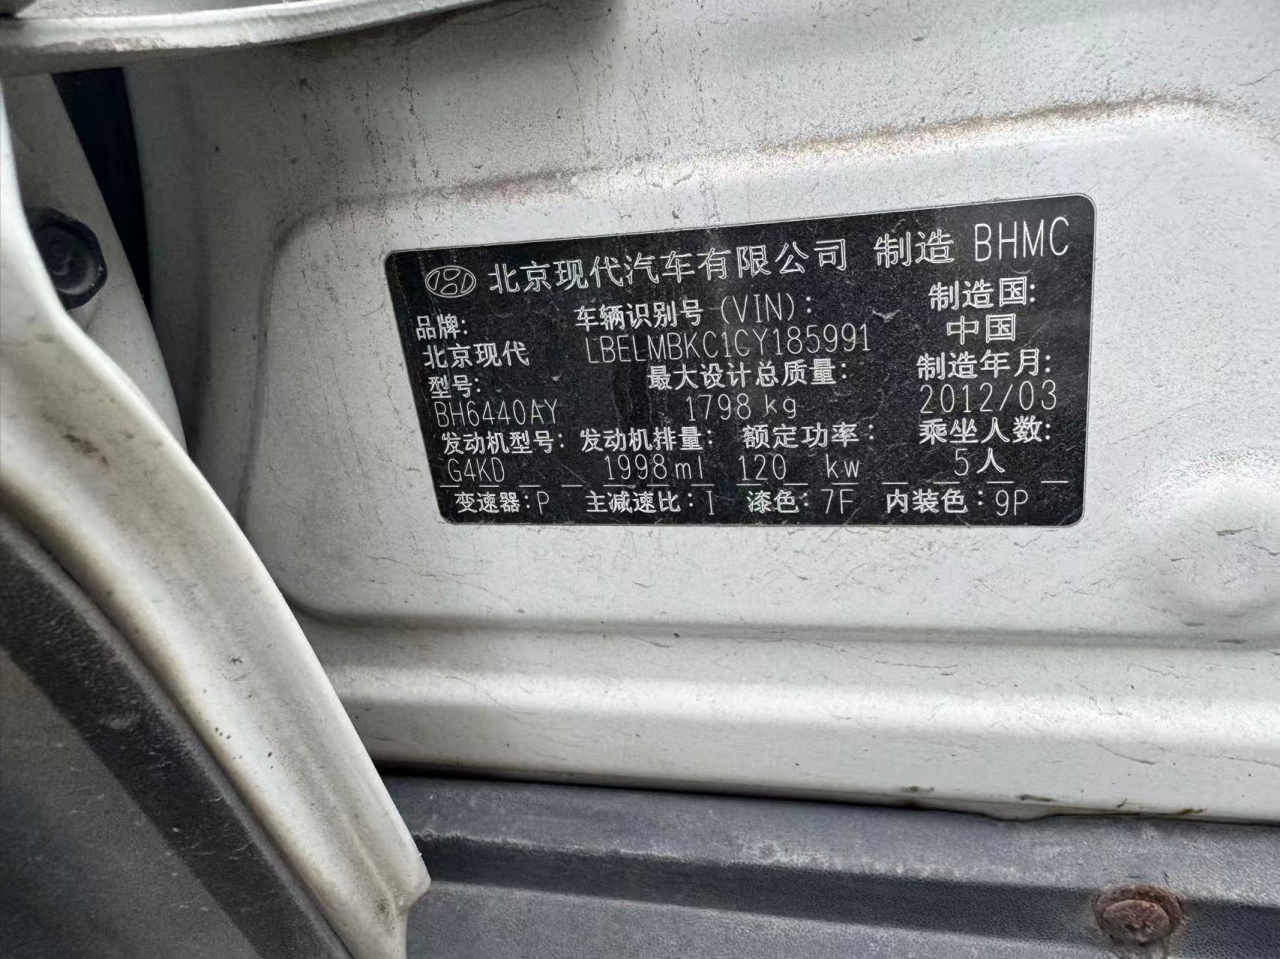 北京现代汽车有限公司 制造 BHMC
品牌: 车辆识别号 (VIN): 制造国:
北京现代 LBELMBKC1CY185991 中国
型号: 最大设计总质量: 制造年月:
BH6440AY 1798 kg 2012/03
发动机型号: 发动机排量: 额定功率: 乘坐人数:
G4KD 1998ml 120 kw 5人
变速器:P 主减速比:I 漆色:7F 内装色:9P